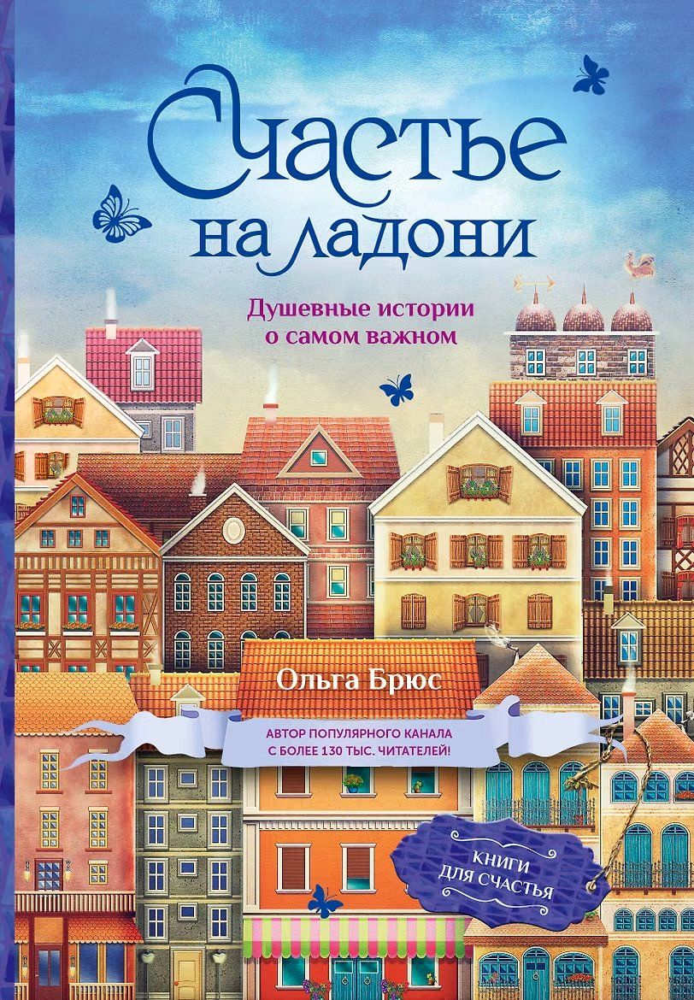 Счастье
на ладони
Душевные истории
о самом важном
Ольга Брюс
АВТОР ПОПУЛЯРНОГО КАНАЛА
С БОЛЕЕ 130 ТЫС. ЧИТАТЕЛЕЙ!
КНИГИ
ДЛЯ СЧАСТЬЯ